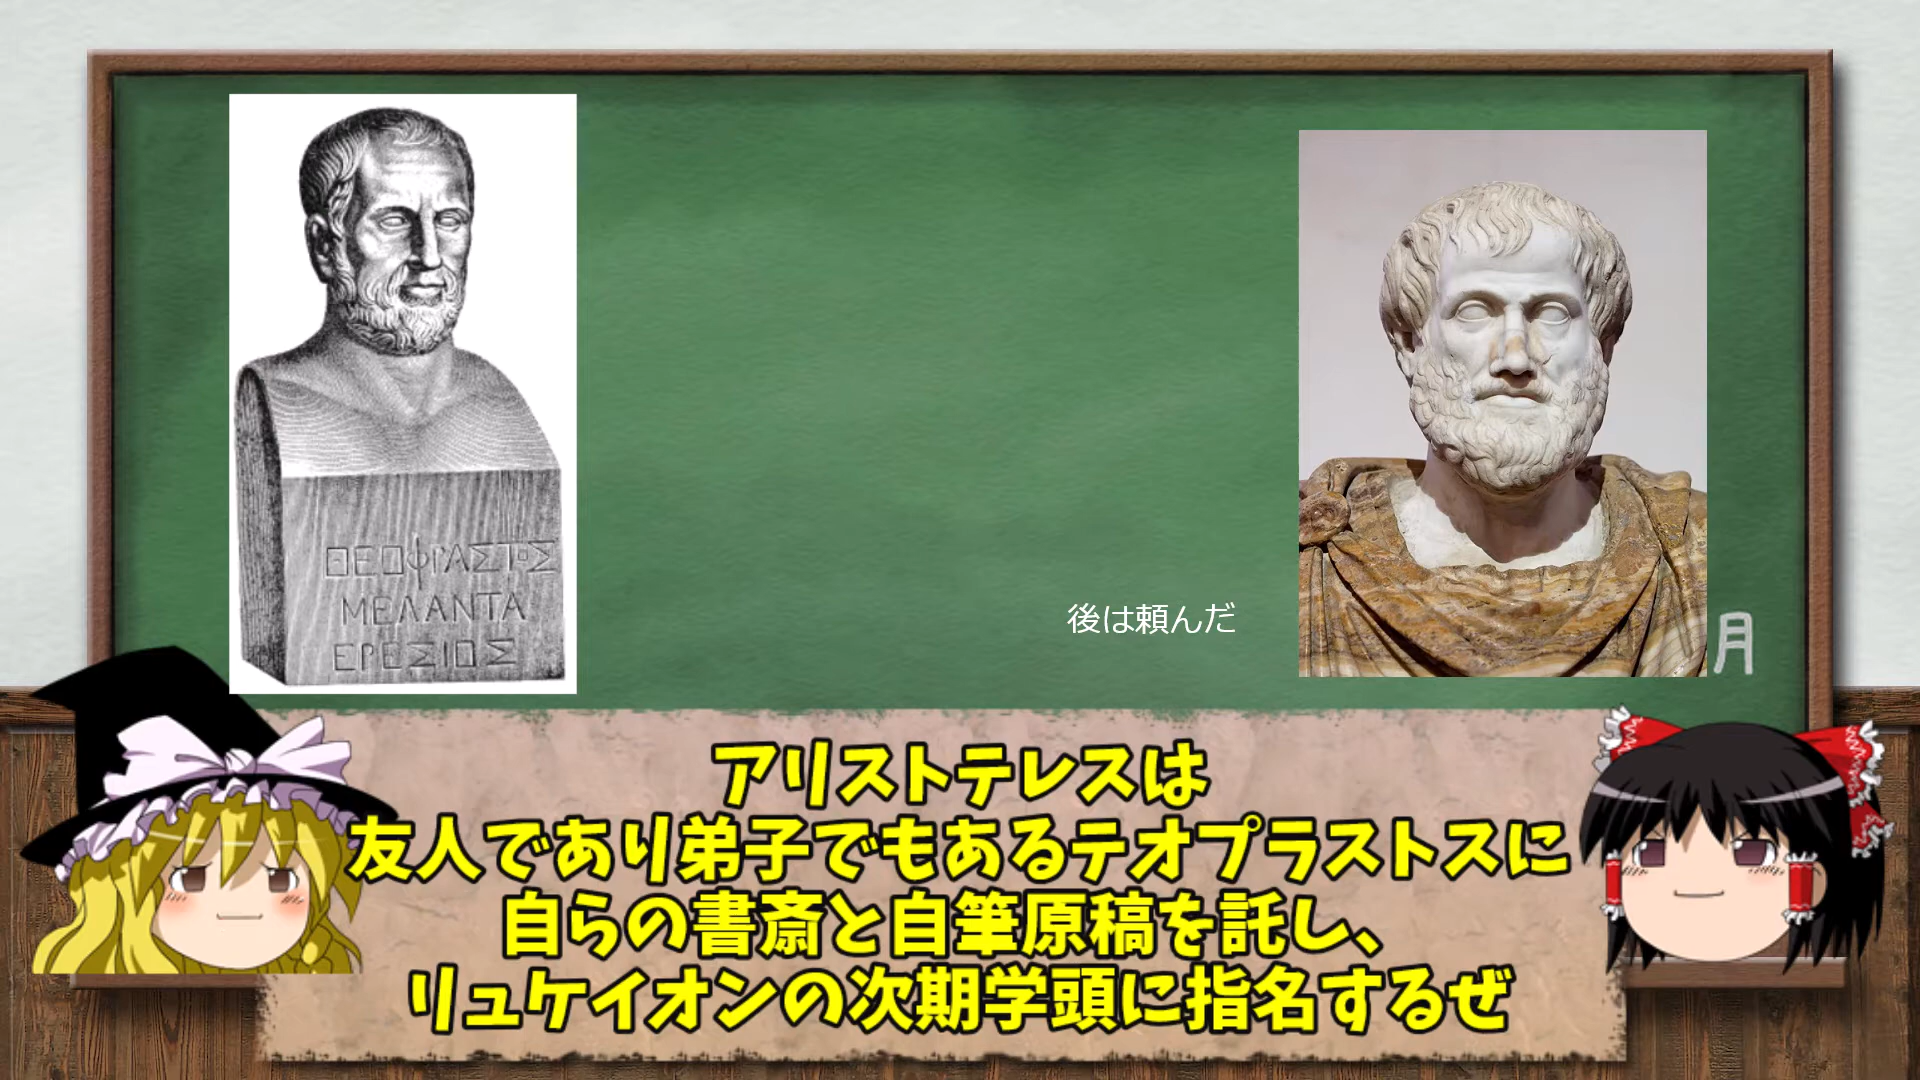 ΘΕΟΦΡΑΣΤΟΣ
ΜΕΛΑΝΤΑ
ΕΡΕΣΙΟΣ
後は頼んだ
月
アリストテレスは
友人であり弟子でもあるテオプラストスに
自らの書斎と自筆原稿を託し、
リュケイオンの次期学頭に指名するぜ